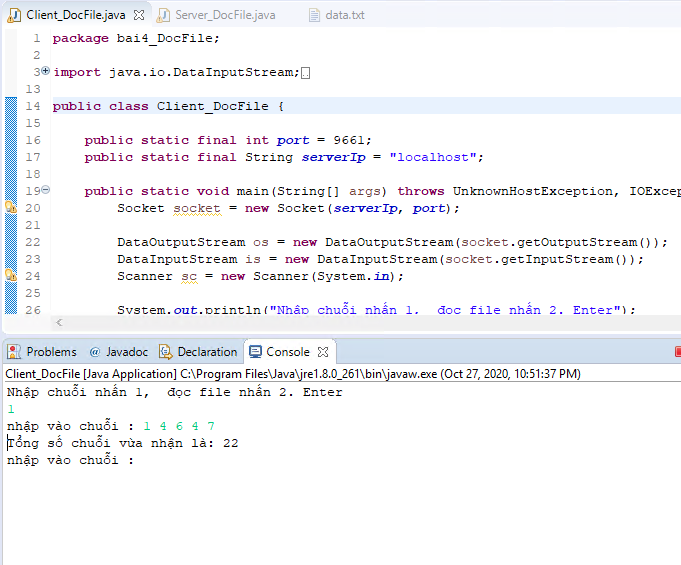 Client_DocFile.java Server_DocFile.java data.txt
1 package bai4_DocFile;
2
3 import java.io.DataInputStream;
13
14 public class Client_DocFile {
15
16 public static final int port = 9661;
17 public static final String serverIp = "localhost";
18
19 public static void main(String[] args) throws UnknownHostException, IOExcep
20 Socket socket = new Socket(serverIp, port);
21
22 DataOutputStream os = new DataOutputStream(socket.getOutputStream());
23 DataInputStream is = new DataInputStream(socket.getInputStream());
24 Scanner sc = new Scanner(System.in);
25
26 System.out.println("Nhập chuỗi nhấn 1, đọc file nhấn 2. Enter");
Problems @ Javadoc Declaration Console
Client_DocFile [Java Application] C:\Program Files\Java\jre1.8.0_261\bin\javaw.exe (Oct 27, 2020, 10:51:37 PM)
Nhập chuỗi nhấn 1, đọc file nhấn 2. Enter
1
nhập vào chuỗi : 1 4 6 4 7
Tổng số chuỗi vừa nhận là: 22
nhập vào chuỗi :